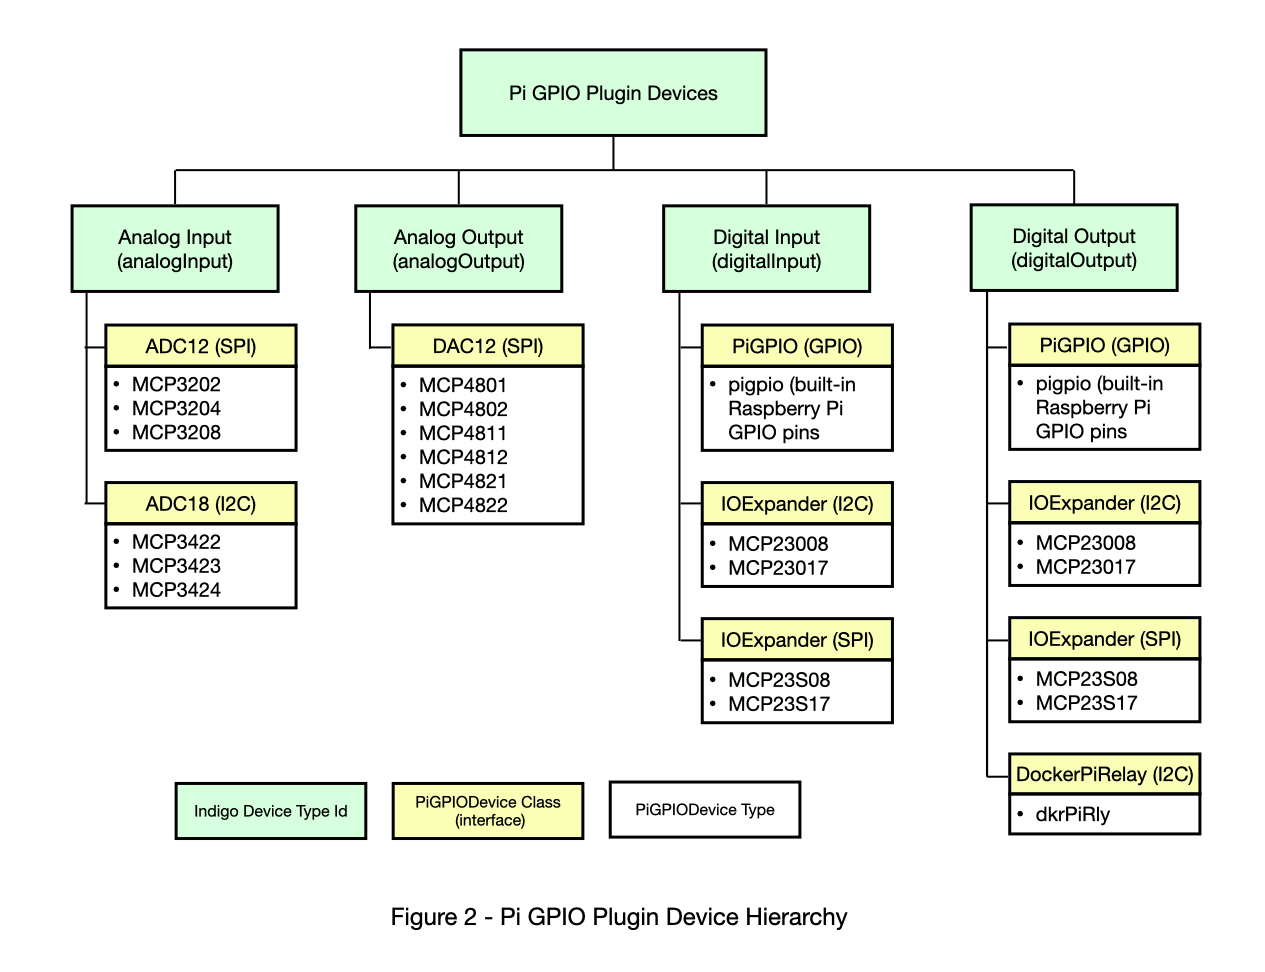 Pi GPIO Plugin Devices
Analog Input
(analogInput)
ADC12 (SPI)
• MCP3202
• MCP3204
• MCP3208
ADC18 (I2C)
• MCP3422
• MCP3423
• MCP3424
Analog Output
(analogOutput)
DAC12 (SPI)
• MCP4801
• MCP4802
• MCP4811
• MCP4812
• MCP4821
• MCP4822
Digital Input
(digitalInput)
PiGPIO (GPIO)
• pigpio (built-in
Raspberry Pi
GPIO pins
IOExpander (I2C)
• MCP23008
• MCP23017
IOExpander (SPI)
• MCP23S08
• MCP23S17
Digital Output
(digitalOutput)
PiGPIO (GPIO)
• pigpio (built-in
Raspberry Pi
GPIO pins
IOExpander (I2C)
• MCP23008
• MCP23017
IOExpander (SPI)
• MCP23S08
• MCP23S17
DockerPiRelay (I2C)
• dkrPiRly
Indigo Device Type Id
PiGPIODevice Class
(interface)
PiGPIODevice Type
Figure 2 - Pi GPIO Plugin Device Hierarchy